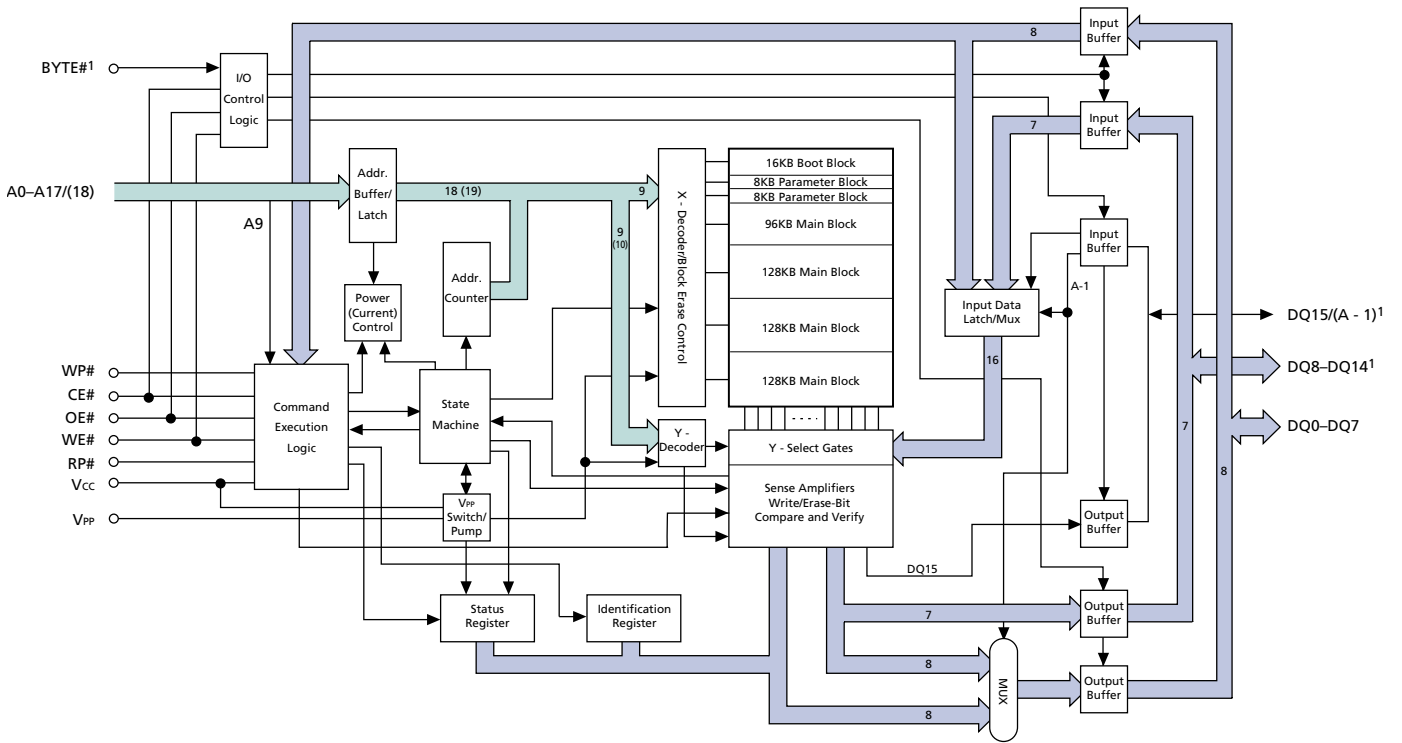 BYTE#1
I/O
Control
Logic
8
Input
Buffer
7
Input
Buffer
A0–A17/(18)
Addr.
Buffer/
Latch
18 (19)
9
9
(10)
A9
X - Decoder/Block Erase Control
16KB Boot Block
8KB Parameter Block
8KB Parameter Block
96KB Main Block
128KB Main Block
128KB Main Block
128KB Main Block
Input
Buffer
A-1
Addr.
Counter
Power
(Current)
Control
Input Data
Latch/Mux
16
DQ15/(A - 1)1
DQ8–DQ141
DQ0–DQ7
WP#
CE#
OE#
WE#
RP#
VCC
VPP
Command
Execution
Logic
State
Machine
VPP
Switch/
Pump
Y -
Decoder
Y - Select Gates
Sense Amplifiers
Write/Erase-Bit
Compare and Verify
7
8
Output
Buffer
DQ15
Status
Register
Identification
Register
7
Output
Buffer
8
MUX
8
Output
Buffer